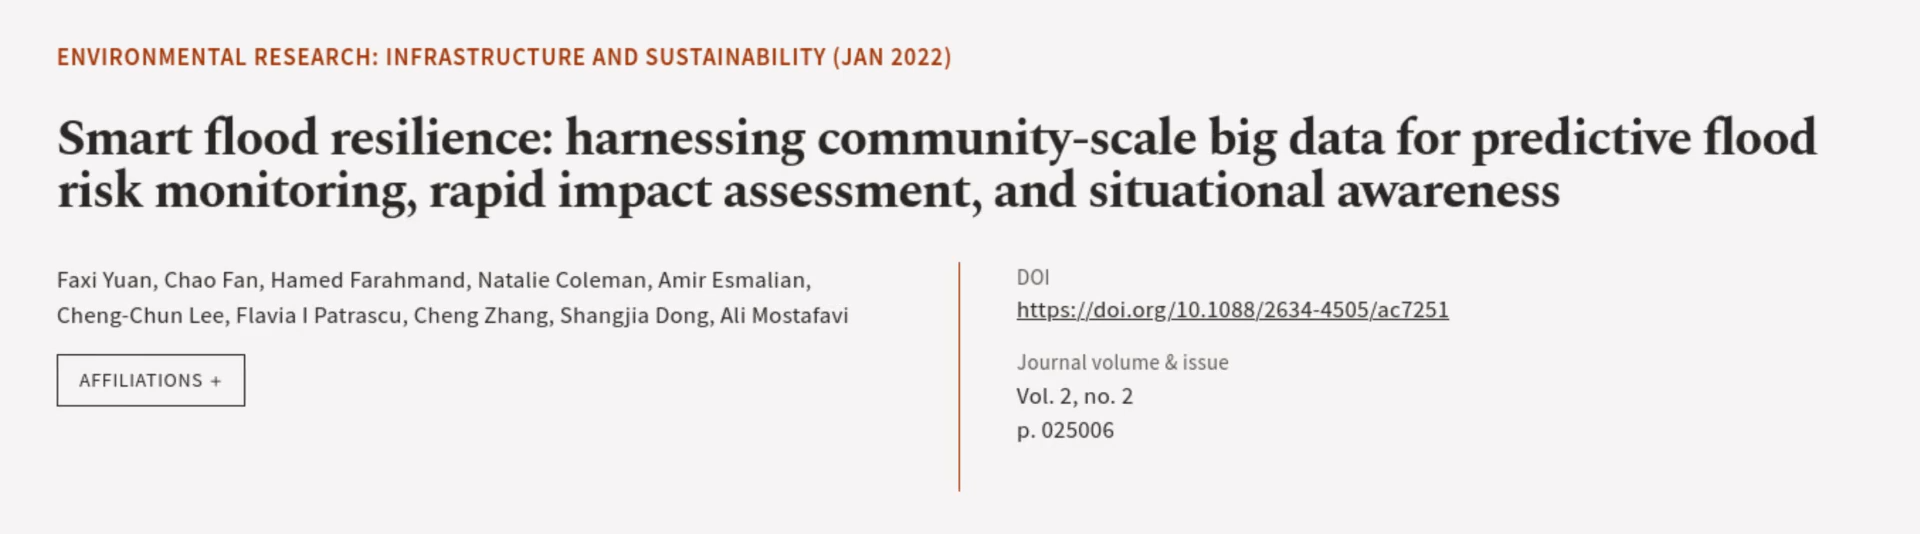 ENVIRONMENTAL RESEARCH: INFRASTRUCTURE AND SUSTAINABILITY (JAN 2022)
Smart flood resilience: harnessing community-scale big data for predictive flood
risk monitoring, rapid impact assessment, and situational awareness
Faxi Yuan, Chao Fan, Hamed Farahmand, Natalie Coleman, Amir Esmalian,
Cheng-Chun Lee, Flavia I Patrascu, Cheng Zhang, Shangjia Dong, Ali Mostafavi
AFFILIATIONS +
DOI
https://doi.org/10.1088/2634-4505/ac7251
Journal volume & issue
Vol. 2, no. 2
p. 025006